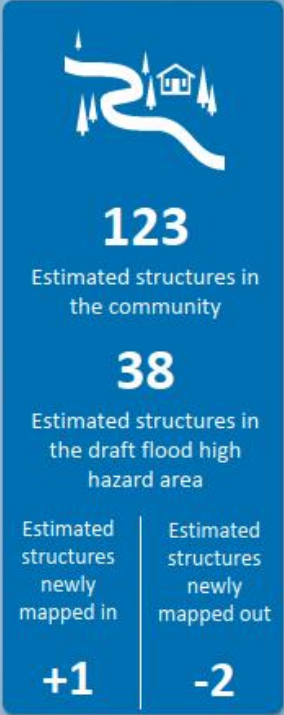 123
Estimated structures in
the community
38
Estimated structures in
the draft flood high
hazard area
Estimated
structures
newly
mapped in
+1
Estimated
structures
newly
mapped out
-2